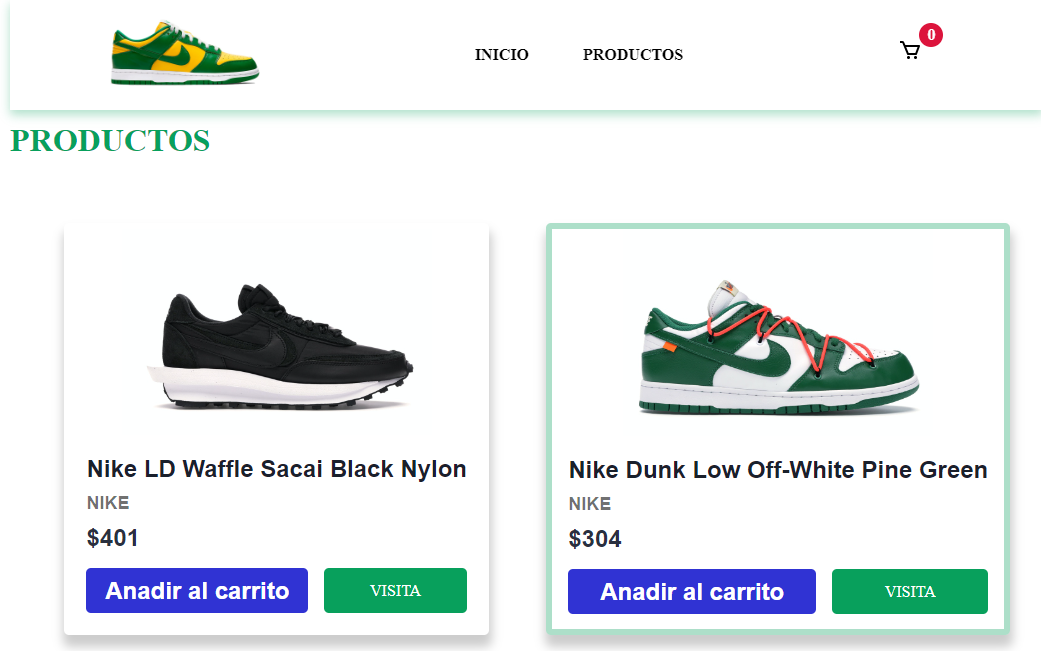 INICIO PRODUCTOS 0
PRODUCTOS
Nike LD Waffle Sacai Black Nylon
NIKE
$401
Anadir al carrito VISITA
Nike Dunk Low Off-White Pine Green
NIKE
$304
Anadir al carrito VISITA